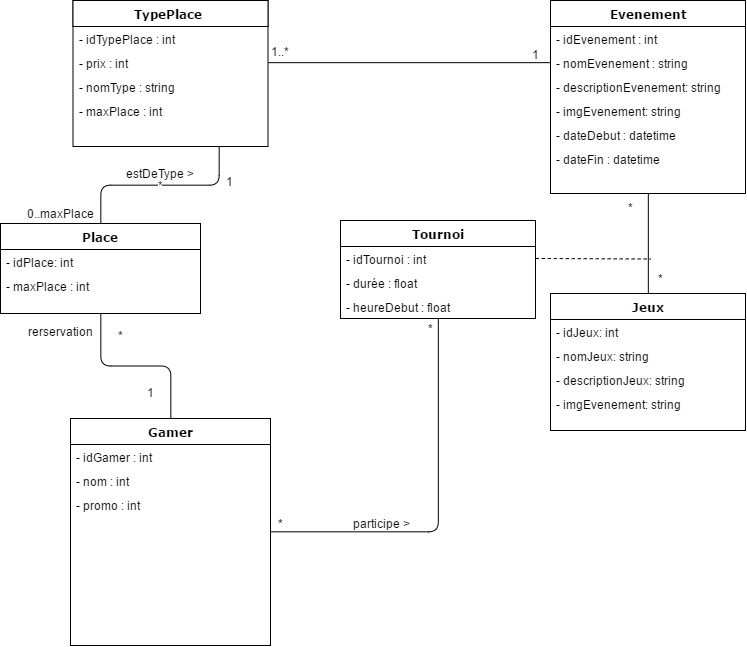 TypePlace
- idTypePlace : int
- prix : int
- nomType : string
- maxPlace : int
Evenement
- idEvenement : int
- nomEvenement : string
- descriptionEvenement: string
- imgEvenement: string
- dateDebut : datetime
- dateFin : datetime
1..*
1
estDeType >
*
1
0..maxPlace
Place
- idPlace: int
- maxPlace : int
Tournoi
- idTournoi : int
- durée : float
- heureDebut : float
*
*
Jeux
- idJeux: int
- nomJeux: string
- descriptionJeux: string
- imgEvenement: string
rerservation
*
1
*
Gamer
- idGamer : int
- nom : int
- promo : int
*
participe >